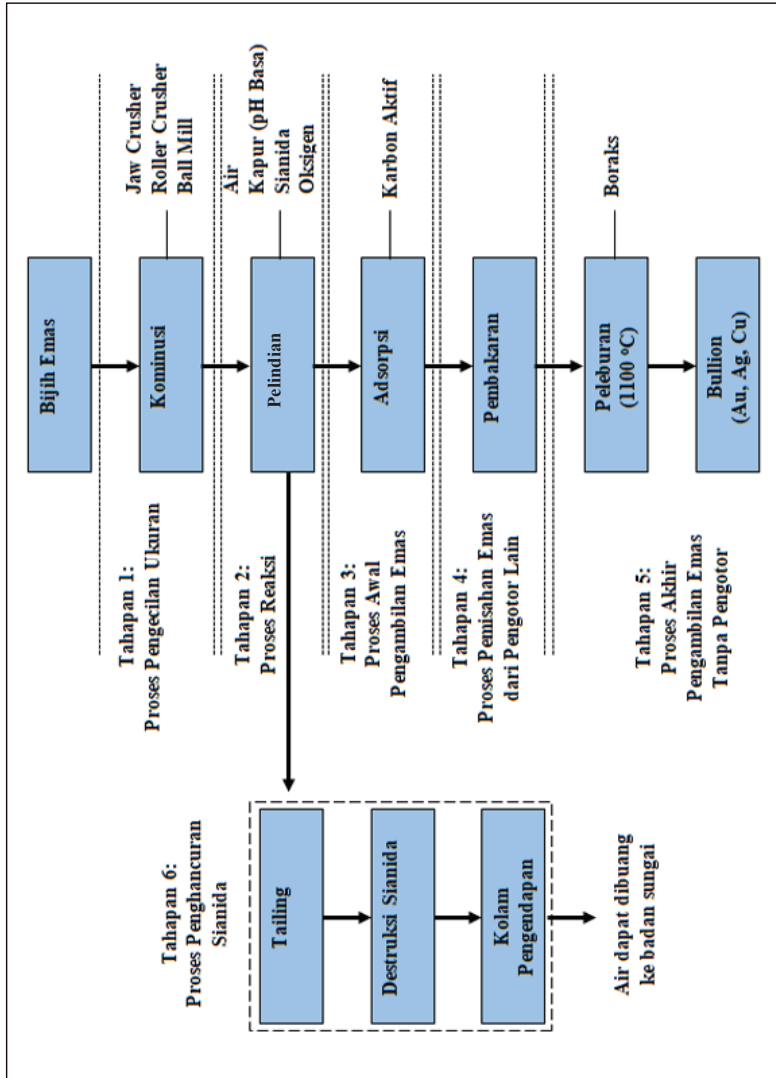 Bijih Emas
Tahapan 1:
Proses Pengecilan Ukuran
Kominusi
Jaw Crusher
Roller Crusher
Ball Mill
Tahapan 2:
Proses Reaksi
Pelindian
Air
Kapur (pH Basa)
Sianida
Oksigen
Tahapan 3:
Proses Awal
Pengambilan Emas
Adsorpsi
Karbon Aktif
Tahapan 4:
Proses Pemisahan Emas
dari Pengotor Lain
Pembakaran
Tahapan 5:
Proses Akhir
Pengambilan Emas
Tanpa Pengotor
Peleburan
(1100 °C)
Boraks
Bullion
(Au, Ag, Cu)
Tahapan 6:
Proses Penghancuran
Sianida
Tailing
Destruksi Sianida
Kolam
Pengendapan
Air dapat dibuang
ke badan sungai